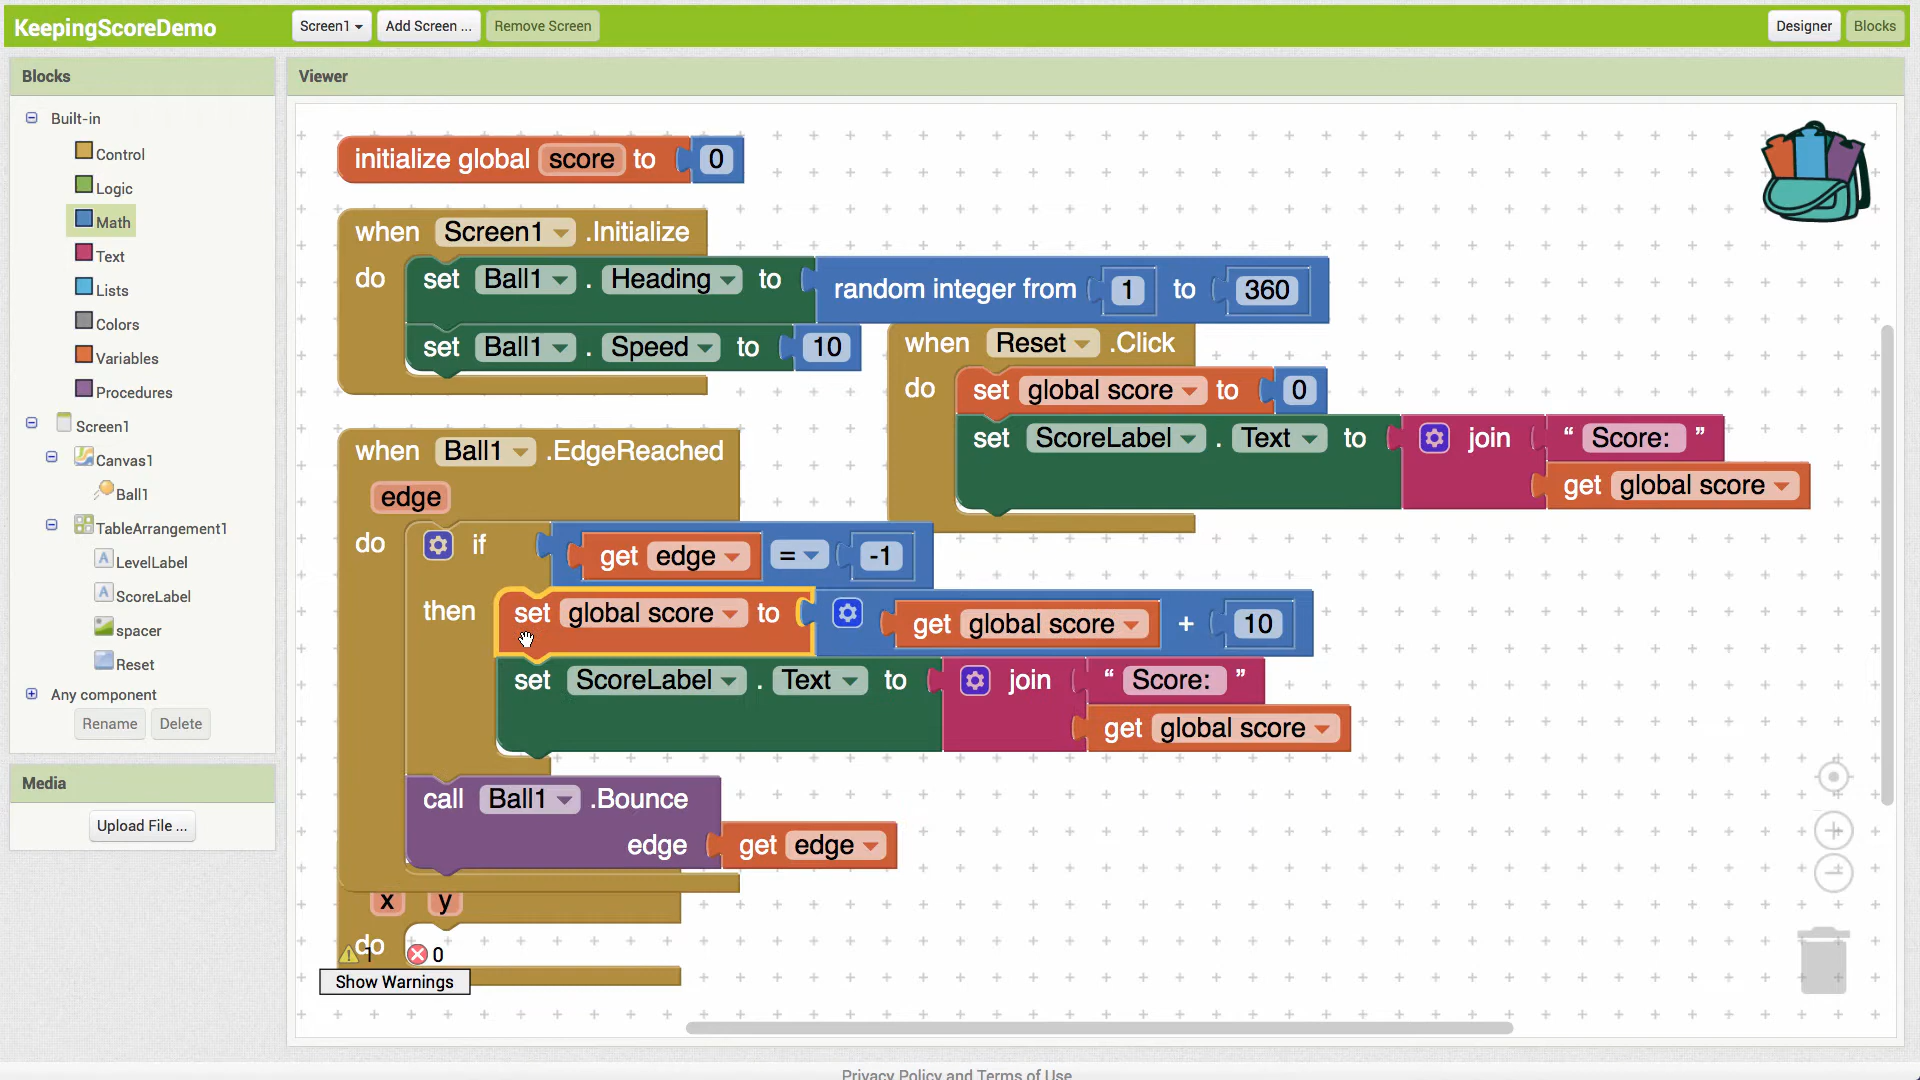 KeepingScoreDemo
Screen1
Add Screen ...
Remove Screen
Designer
Blocks
Blocks
Viewer
Built-in
Control
Logic
Math
Text
Lists
Colors
Variables
Procedures
Screen1
Canvas1
Ball1
TableArrangement1
LevelLabel
ScoreLabel
spacer
Reset
Any component
Rename
Delete
Media
Upload File ...
initialize global score to 0
when Screen1 .Initialize
do set Ball1 . Heading to random integer from 1 to 360
set Ball1 . Speed to 10
when Reset .Click
do set global score to 0
set ScoreLabel . Text to join “ Score: ”
get global score
when Ball1 .EdgeReached
edge
do if get edge = -1
then set global score to get global score + 10
set ScoreLabel . Text to join “ Score: ”
get global score
call Ball1 .Bounce
edge get edge
x y
do
1 0
Show Warnings
Privacy Policy and Terms of Use